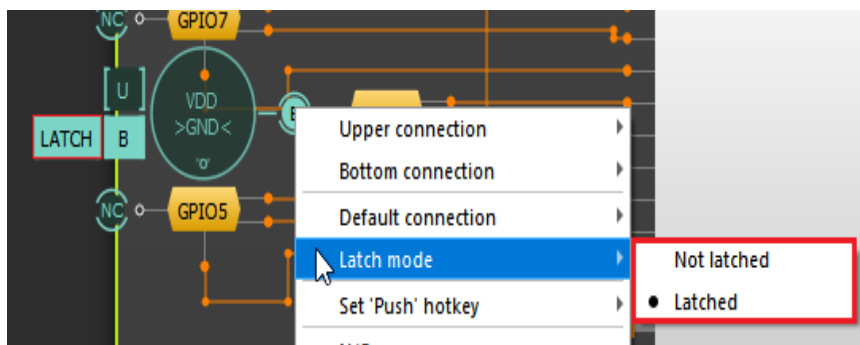 NC
GPIO7
U
VDD
>GND<
'0'
LATCH
B
NC
GPIO5
Upper connection
Bottom connection
Default connection
Latch mode
Set 'Push' hotkey
Not latched
Latched